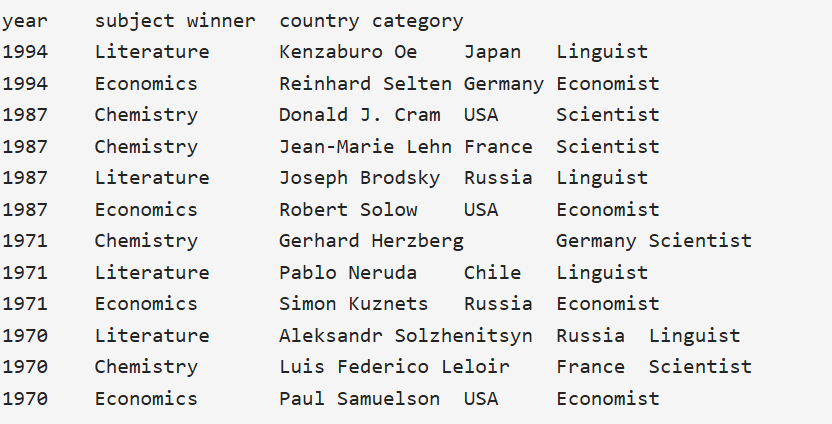 year subject winner country category
1994 Literature Kenzaburo Oe Japan Linguist
1994 Economics Reinhard Selten Germany Economist
1987 Chemistry Donald J. Cram USA Scientist
1987 Chemistry Jean-Marie Lehn France Scientist
1987 Literature Joseph Brodsky Russia Linguist
1987 Economics Robert Solow USA Economist
1971 Chemistry Gerhard Herzberg Germany Scientist
1971 Literature Pablo Neruda Chile Linguist
1971 Economics Simon Kuznets Russia Economist
1970 Literature Aleksandr Solzhenitsyn Russia Linguist
1970 Chemistry Luis Federico Leloir France Scientist
1970 Economics Paul Samuelson USA Economist